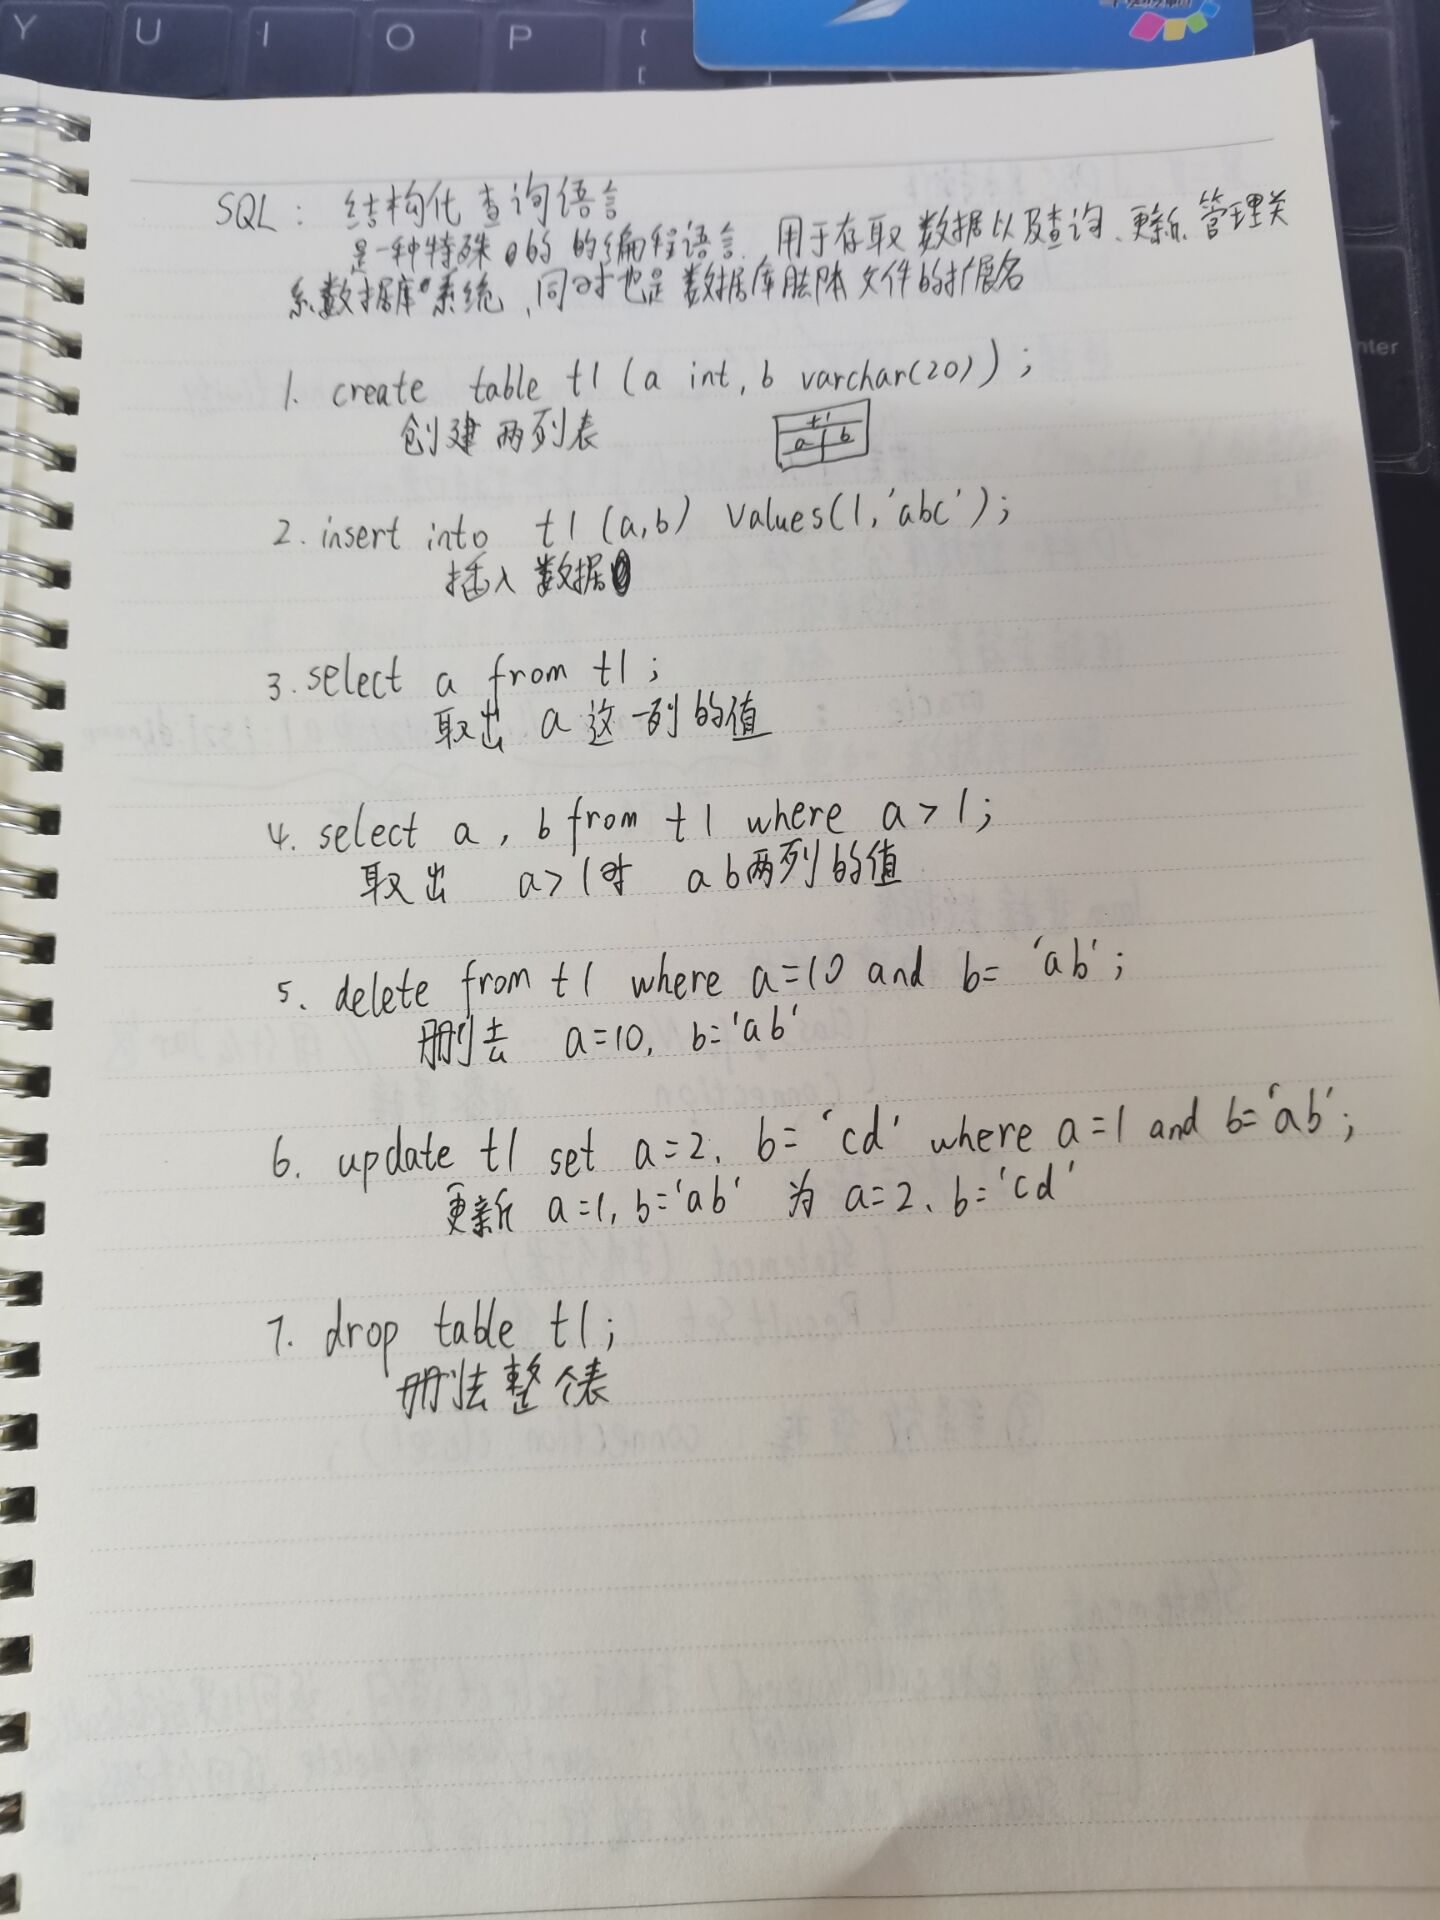 Y U I O P
SQL: 结构化查询语言
是一种特殊目的的编程语言,用于存取数据以及查询、更新、管理关
系数据库系统,同时也是数据库脚本文件的扩展名
1. create table t1(a int, b varchar(20));
创建两列表
t1
a b
2. insert into t1(a,b) values(1,'abc');
插入数据
3. select a from t1;
取出 a 这一列的值
4. select a, b from t1 where a>1;
取出 a>1时 ab两列的值
5. delete from t1 where a=10 and b= 'ab';
删去 a=10, b='ab'
6. update t1 set a=2, b= 'cd' where a=1 and b='ab';
更新 a=1, b='ab' 为 a=2、b='cd'
7. drop table t1;
删去整个表